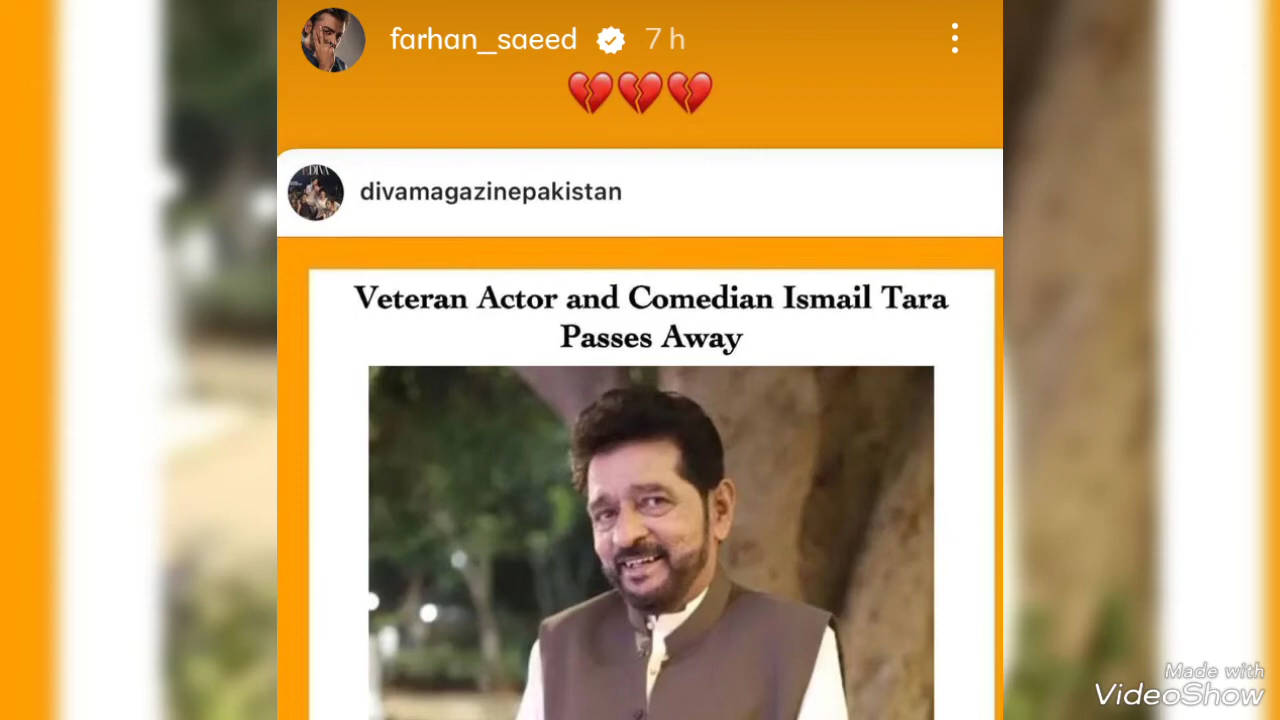 farhan_saeed 7 h
💔💔💔
divamagazinepakistan
Veteran Actor and Comedian Ismail Tara
Passes Away
Made with
VideoShow